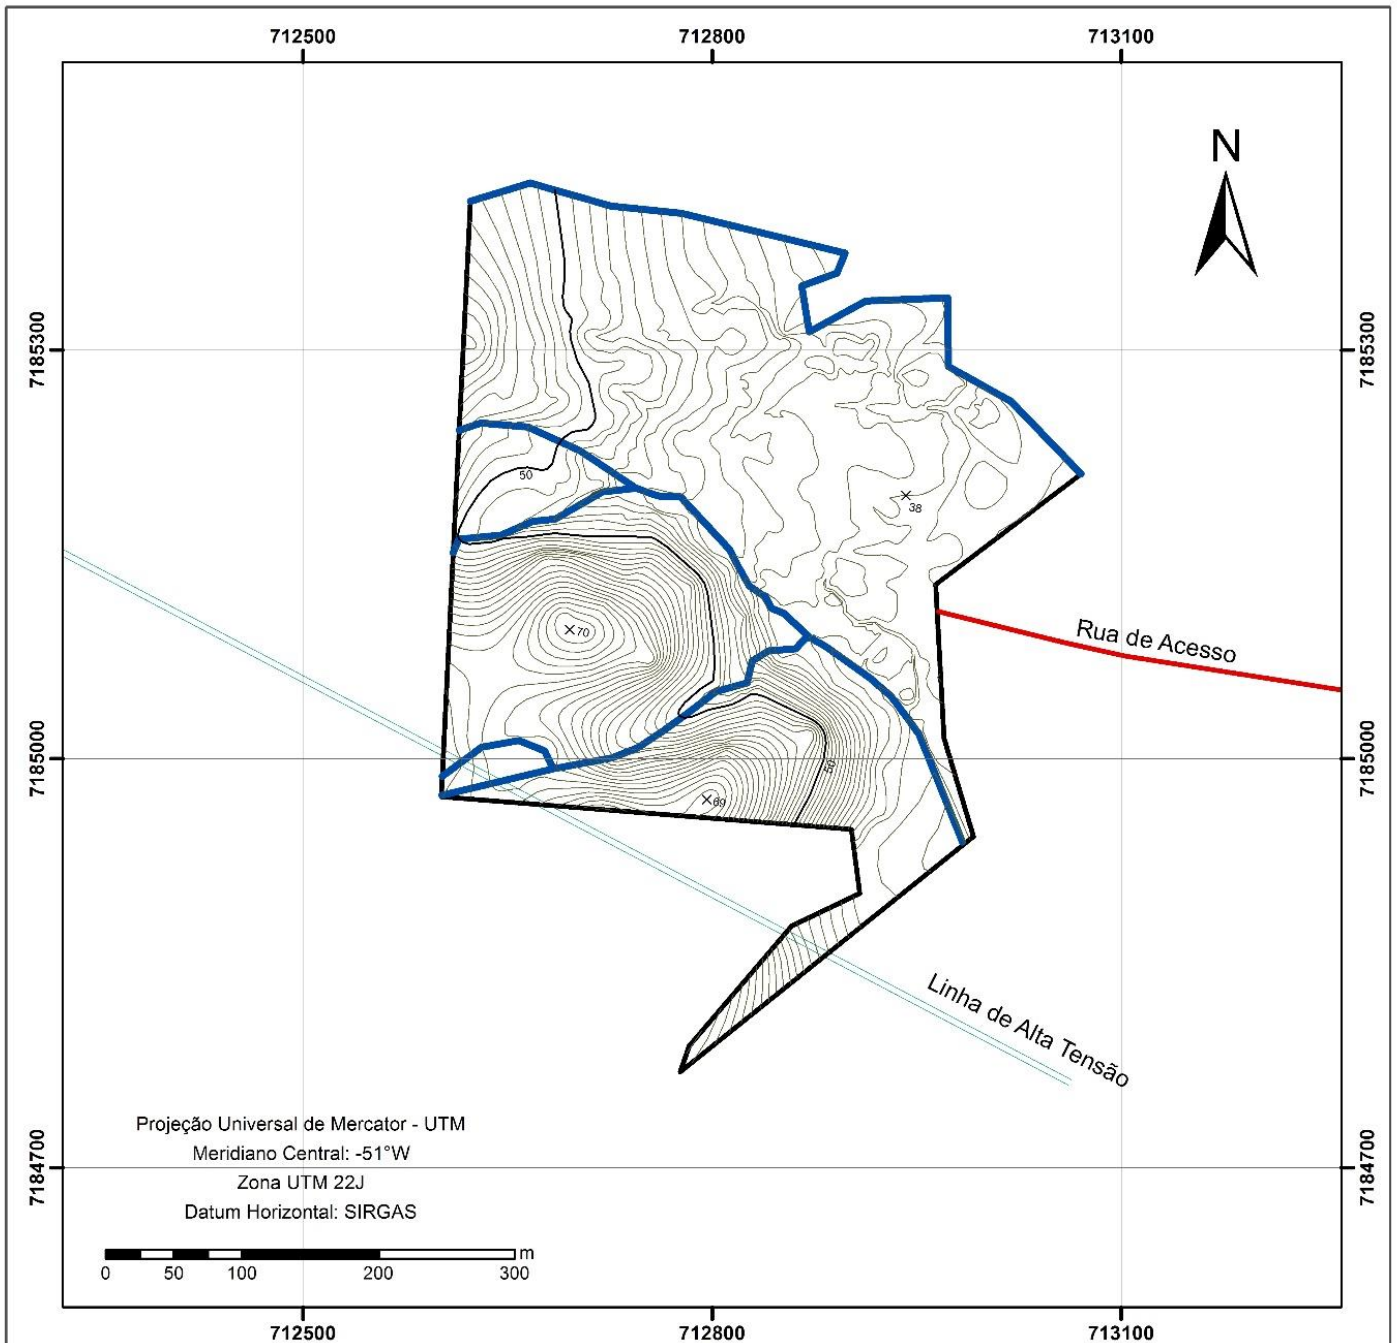 712500 712800 713100
N
7185300 7185300
50
38
Rua de Acesso
70
7185000 7185000
50
69
Linha de Alta Tensão
Projeção Universal de Mercator - UTM
Meridiano Central: -51°W
Zona UTM 22J
Datum Horizontal: SIRGAS
7184700 7184700
m
0 50 100 200 300
712500 712800 713100